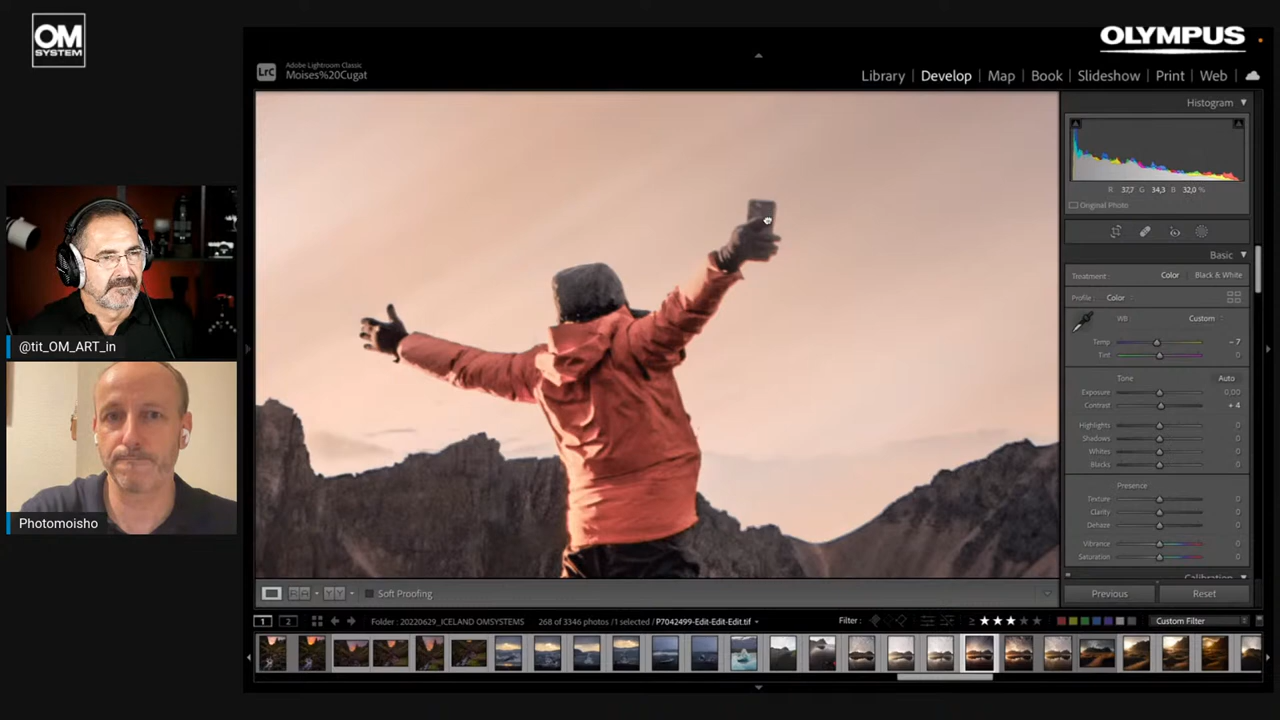 OM
SYSTEM
OLYMPUS
LrC
Adobe Lightroom Classic
Moises%20Cugat
Library
Develop
Map
Book
Slideshow
Print
Web
Histogram
R 37,7 G 34,3 B 32,0 %
Original Photo
Basic
Treatment: Color Black & White
Profile: Color
WB: Custom
Temp - 7
Tint 0
Tone Auto
Exposure 0,00
Contrast + 4
Highlights 0
Shadows 0
Whites 0
Blacks 0
Presence
Texture 0
Clarity 0
Dehaze 0
Vibrance 0
Saturation 0
Calibration
Previous Reset
@tit_OM_ART_in
Photomoisho
Soft Proofing
1 2 Folder: 20220629_ICELAND OMSYSTEMS 268 of 3346 photos /1 selected / P7042499-Edit-Edit-Edit.tif Filter: ≥ ★★★ Custom Filter